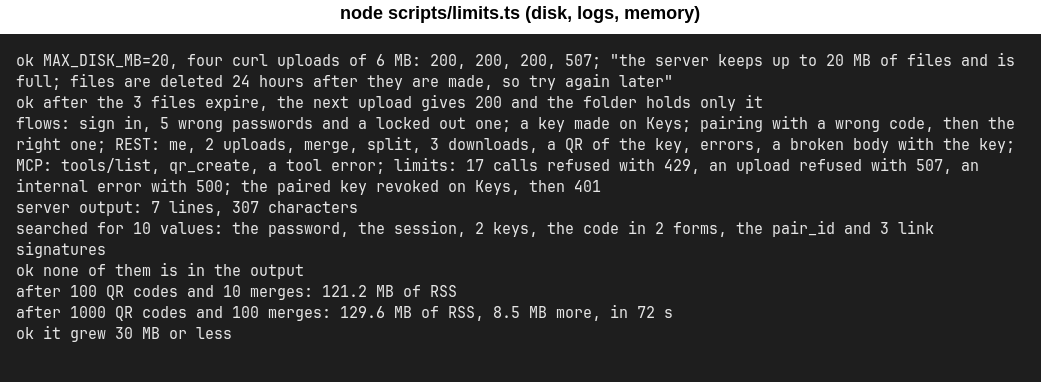 node scripts/limits.ts (disk, logs, memory)
ok MAX_DISK_MB=20, four curl uploads of 6 MB: 200, 200, 200, 507; "the server keeps up to 20 MB of files and is
full; files are deleted 24 hours after they are made, so try again later"
ok after the 3 files expire, the next upload gives 200 and the folder holds only it
flows: sign in, 5 wrong passwords and a locked out one; a key made on Keys; pairing with a wrong code, then the
right one; REST: me, 2 uploads, merge, split, 3 downloads, a QR of the key, errors, a broken body with the key;
MCP: tools/list, qr_create, a tool error; limits: 17 calls refused with 429, an upload refused with 507, an
internal error with 500; the paired key revoked on Keys, then 401
server output: 7 lines, 307 characters
searched for 10 values: the password, the session, 2 keys, the code in 2 forms, the pair_id and 3 link
signatures
ok none of them is in the output
after 100 QR codes and 10 merges: 121.2 MB of RSS
after 1000 QR codes and 100 merges: 129.6 MB of RSS, 8.5 MB more, in 72 s
ok it grew 30 MB or less